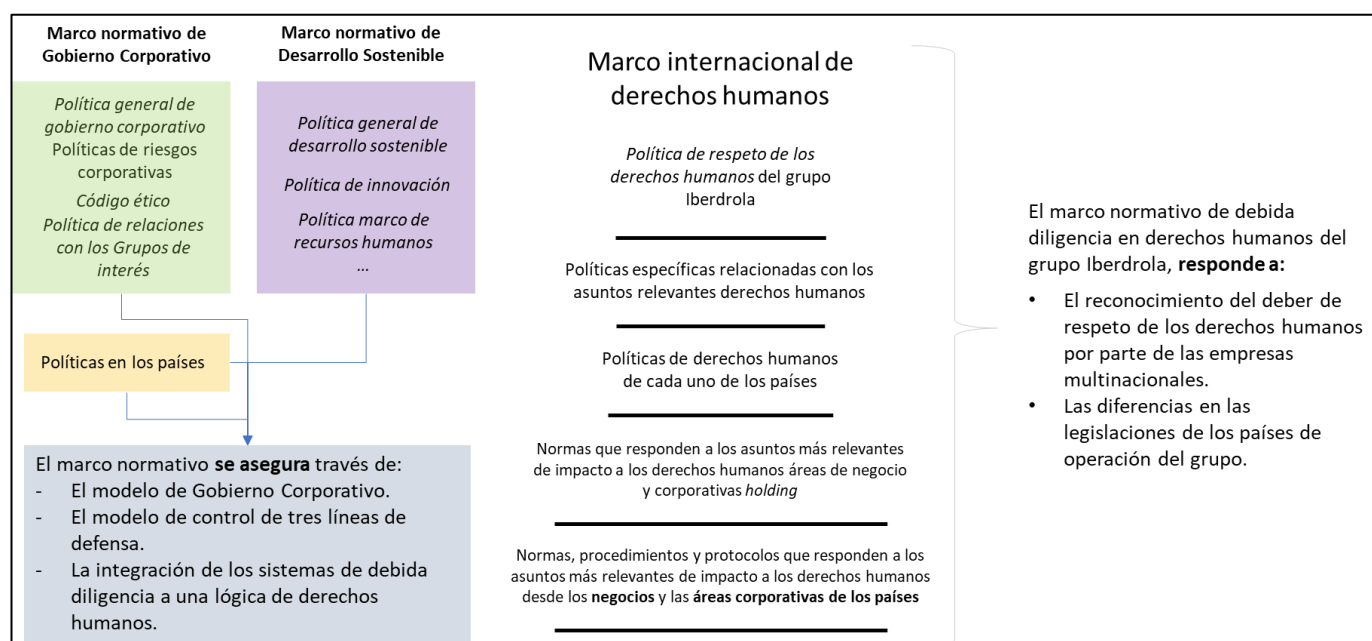 Marco normativo de
Gobierno Corporativo
Política general de
gobierno corporativo
Políticas de riesgos
corporativas
Código ético
Política de relaciones
con los Grupos de
interés
Marco normativo de
Desarrollo Sostenible
Política general de
desarrollo sostenible
Política de innovación
Política marco de
recursos humanos
...
Políticas en los países
El marco normativo se asegura través de:
- El modelo de Gobierno Corporativo.
- El modelo de control de tres líneas de
defensa.
- La integración de los sistemas de debida
diligencia a una lógica de derechos
humanos.
Marco internacional de
derechos humanos
Política de respeto de los
derechos humanos del grupo
Iberdrola
Políticas específicas relacionadas con los
asuntos relevantes derechos humanos
Políticas de derechos humanos
de cada uno de los países
Normas que responden a los asuntos más relevantes
de impacto a los derechos humanos áreas de negocio
y corporativas holding
Normas, procedimientos y protocolos que responden a los
asuntos más relevantes de impacto a los derechos humanos
desde los negocios y las áreas corporativas de los países
El marco normativo de debida
diligencia en derechos humanos del
grupo Iberdrola, responde a:
• El reconocimiento del deber de
respeto de los derechos humanos
por parte de las empresas
multinacionales.
• Las diferencias en las
legislaciones de los países de
operación del grupo.